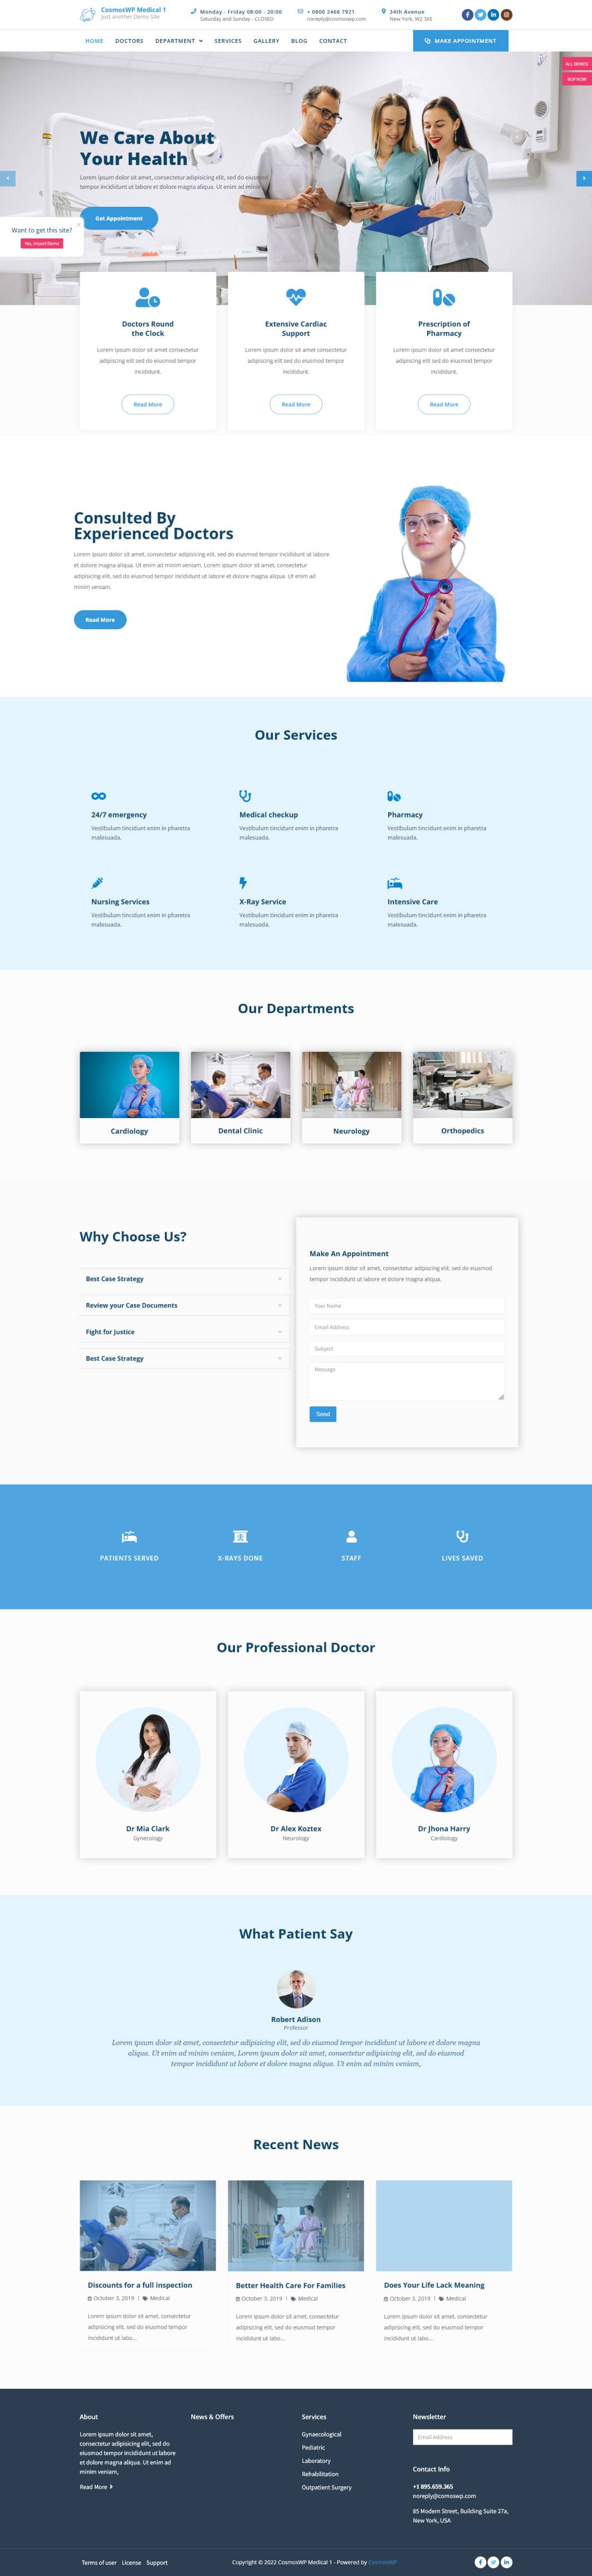 CosmosWP Medical 1
Just another Demo Site
Monday - Friday 08:00 - 20:00
Saturday and Sunday - CLOSED
+ 0800 2466 7921
noreply@cosmoswp.com
34th Avenue
New York, W2 3XE
HOME
DOCTORS
DEPARTMENT
SERVICES
GALLERY
BLOG
CONTACT
MAKE APPOINTMENT
ALL DEMOS
BUY NOW!
We Care About
Your Health
Lorem ipsum dolor sit amet, consectetur adipisicing elit, sed do eiusmod
tempor incididunt ut labore et dolore magna aliqua. Ut enim ad minim
Get Appointment
Want to get this site?
Yes, Import Demo
Doctors Round
the Clock
Lorem ipsum dolor sit amet consectetur
adipiscing elit sed do eiusmod tempor
incididunt.
Read More
Extensive Cardiac
Support
Lorem ipsum dolor sit amet consectetur
adipiscing elit sed do eiusmod tempor
incididunt.
Read More
Prescription of
Pharmacy
Lorem ipsum dolor sit amet consectetur
adipiscing elit sed do eiusmod tempor
incididunt.
Read More
Consulted By
Experienced Doctors
Lorem ipsum dolor sit amet, consectetur adipisicing elit, sed do eiusmod tempor incididunt ut labore
et dolore magna aliqua. Ut enim ad minim veniam. Lorem ipsum dolor sit amet, consectetur
adipisicing elit, sed do eiusmod tempor incididunt ut labore et dolore magna aliqua. Ut enim ad
minim veniam.
Read More
Our Services
24/7 emergency
Vestibulum tincidunt enim in pharetra
malesuada.
Medical checkup
Vestibulum tincidunt enim in pharetra
malesuada.
Pharmacy
Vestibulum tincidunt enim in pharetra
malesuada.
Nursing Services
Vestibulum tincidunt enim in pharetra
malesuada.
X-Ray Service
Vestibulum tincidunt enim in pharetra
malesuada.
Intensive Care
Vestibulum tincidunt enim in pharetra
malesuada.
Our Departments
Cardiology
Dental Clinic
Neurology
Orthopedics
Why Choose Us?
Best Case Strategy
Review your Case Documents
Fight for Justice
Best Case Strategy
Make An Appointment
Lorem ipsum dolor sit amet, consectetur adipiscing elit, sed do eiusmod
tempor incididunt ut labore et dolore magna aliqua.
Your Name
Email Address
Subject
Message
Send
PATIENTS SERVED
X-RAYS DONE
STAFF
LIVES SAVED
Our Professional Doctor
Dr Mia Clark
Gynecology
Dr Alex Koztex
Neurology
Dr Jhona Harry
Cardiology
What Patient Say
Robert Adison
Professor
Lorem ipsum dolor sit amet, consectetur adipisicing elit, sed do eiusmod tempor incididunt ut labore et dolore magna
aliqua. Ut enim ad minim veniam, Lorem ipsum dolor sit amet, consectetur adipisicing elit, sed do eiusmod
tempor incididunt ut labore et dolore magna aliqua. Ut enim ad minim veniam,
Recent News
Discounts for a full inspection
October 3, 2019 | Medical
Lorem ipsum dolor sit amet, consectetur
adipisicing elit, sed do eiusmod tempor
incididunt ut labo...
Better Health Care For Families
October 3, 2019 | Medical
Lorem ipsum dolor sit amet, consectetur
adipisicing elit, sed do eiusmod tempor
incididunt ut labo...
Does Your Life Lack Meaning
October 3, 2019 | Medical
Lorem ipsum dolor sit amet, consectetur
adipisicing elit, sed do eiusmod tempor
incididunt ut labo...
About
Lorem ipsum dolor sit amet,
consectetur adipisicing elit, sed do
eiusmod tempor incididunt ut labore
et dolore magna aliqua. Ut enim ad
minim veniam,
Read More
News & Offers
Services
Gynaecological
Pediatric
Laboratory
Rehabilitation
Outpatient Surgery
Newsletter
Email Address
Contact Info
+1 895.659.365
noreply@comoswp.com
85 Modern Street, Building Suite 27a,
New York, USA
Terms of user
License
Support
Copyright © 2022 CosmosWP Medical 1 - Powered by CosmosWP